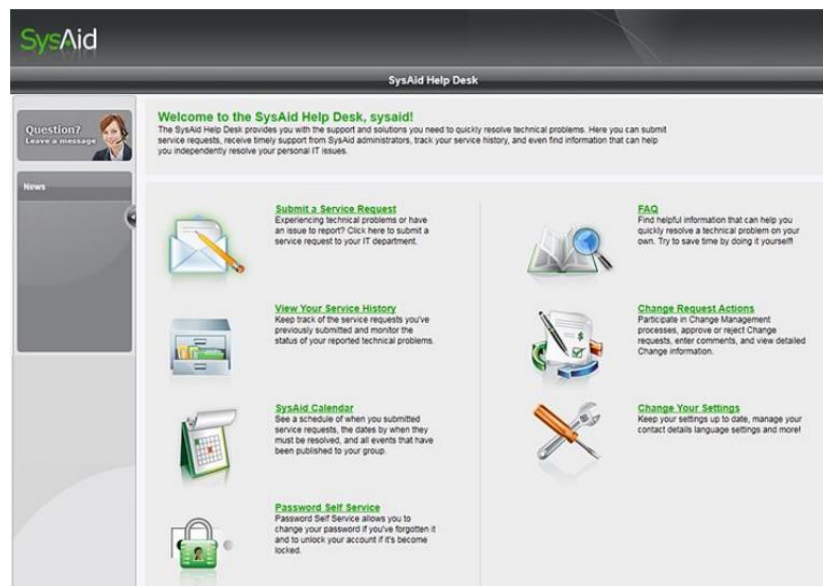 SysAid
SysAid Help Desk
Question?
Leave a message
News
Welcome to the SysAid Help Desk, sysaid!
The SysAid Help Desk provides you with the support and solutions you need to quickly resolve technical problems. Here you can submit
service requests, receive timely support from SysAid administrators, track your service history, and even find information that can help
you independently resolve your personal IT issues.
Submit a Service Request
Experiencing technical problems or have
an issue to report? Click here to submit a
service request to your IT department.
View Your Service History
Keep track of the service requests you've
previously submitted and monitor the
status of your reported technical problems.
SysAid Calendar
See a schedule of when you submitted
service requests, the dates by when they
must be resolved, and all events that have
been published to your group.
Password Self Service
Password Self Service allows you to
change your password if you've forgotten it
and to unlock your account if it's become
locked.
FAQ
Find helpful information that can help you
quickly resolve a technical problem on your
own. Try to save time by doing it yourself!
Change Request Actions
Participate in Change Management
processes, approve or reject Change
requests, enter comments, and view detailed
Change information.
Change Your Settings
Keep your settings up to date, manage your
contact details language settings and more!